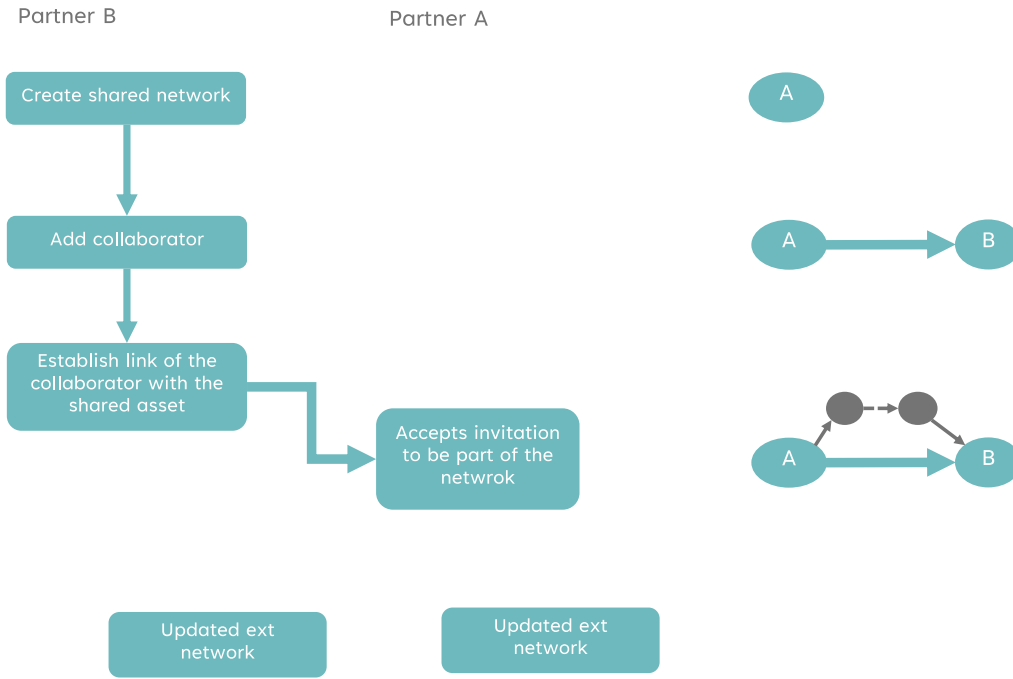 Partner B
Partner A
Create shared network
A
Add collaborator
A
B
Establish link of the
collaborator with the
shared asset
Accepts invitation
to be part of the
netwrok
A
B
Updated ext
network
Updated ext
network